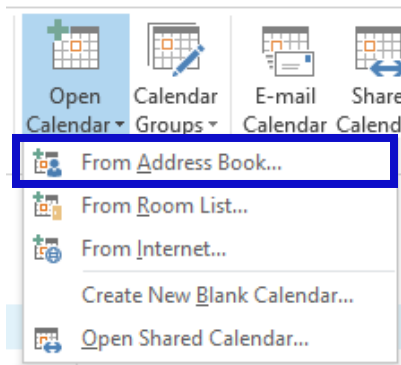 Open Calendar E-mail Share
Calendar Groups Calendar Calend
From Address Book...
From Room List...
From Internet...
Create New Blank Calendar...
Open Shared Calendar...